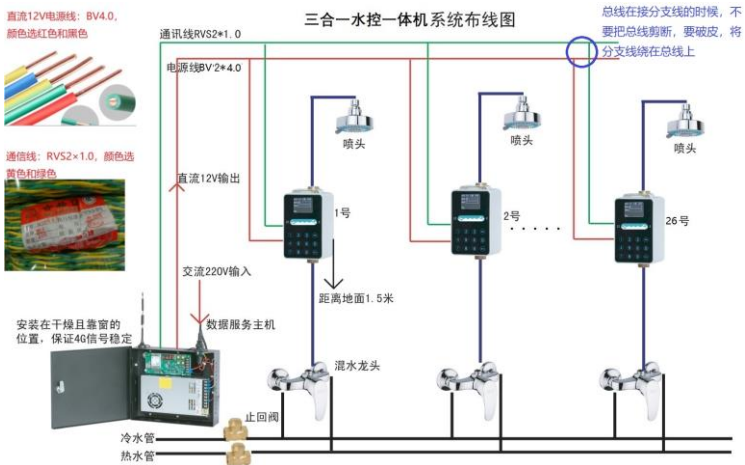 三合一水控一体机系统布线图
直流12V电源线：BV4.0，
颜色选红色和黑色
通讯线RVS2*1.0
电源线BV'2*4.0
总线在接分支线的时候，不
要把总线剪断，要破皮，将
分支线绕在总线上
喷头
喷头
喷头
通信线：RVS2×1.0，颜色选
黄色和绿色
直流12V输出
1号
2号
26号
交流220V输入
距离地面1.5米
安装在干燥且靠窗的
位置，保证4G信号稳定
数据服务主机
混水龙头
止回阀
冷水管
热水管